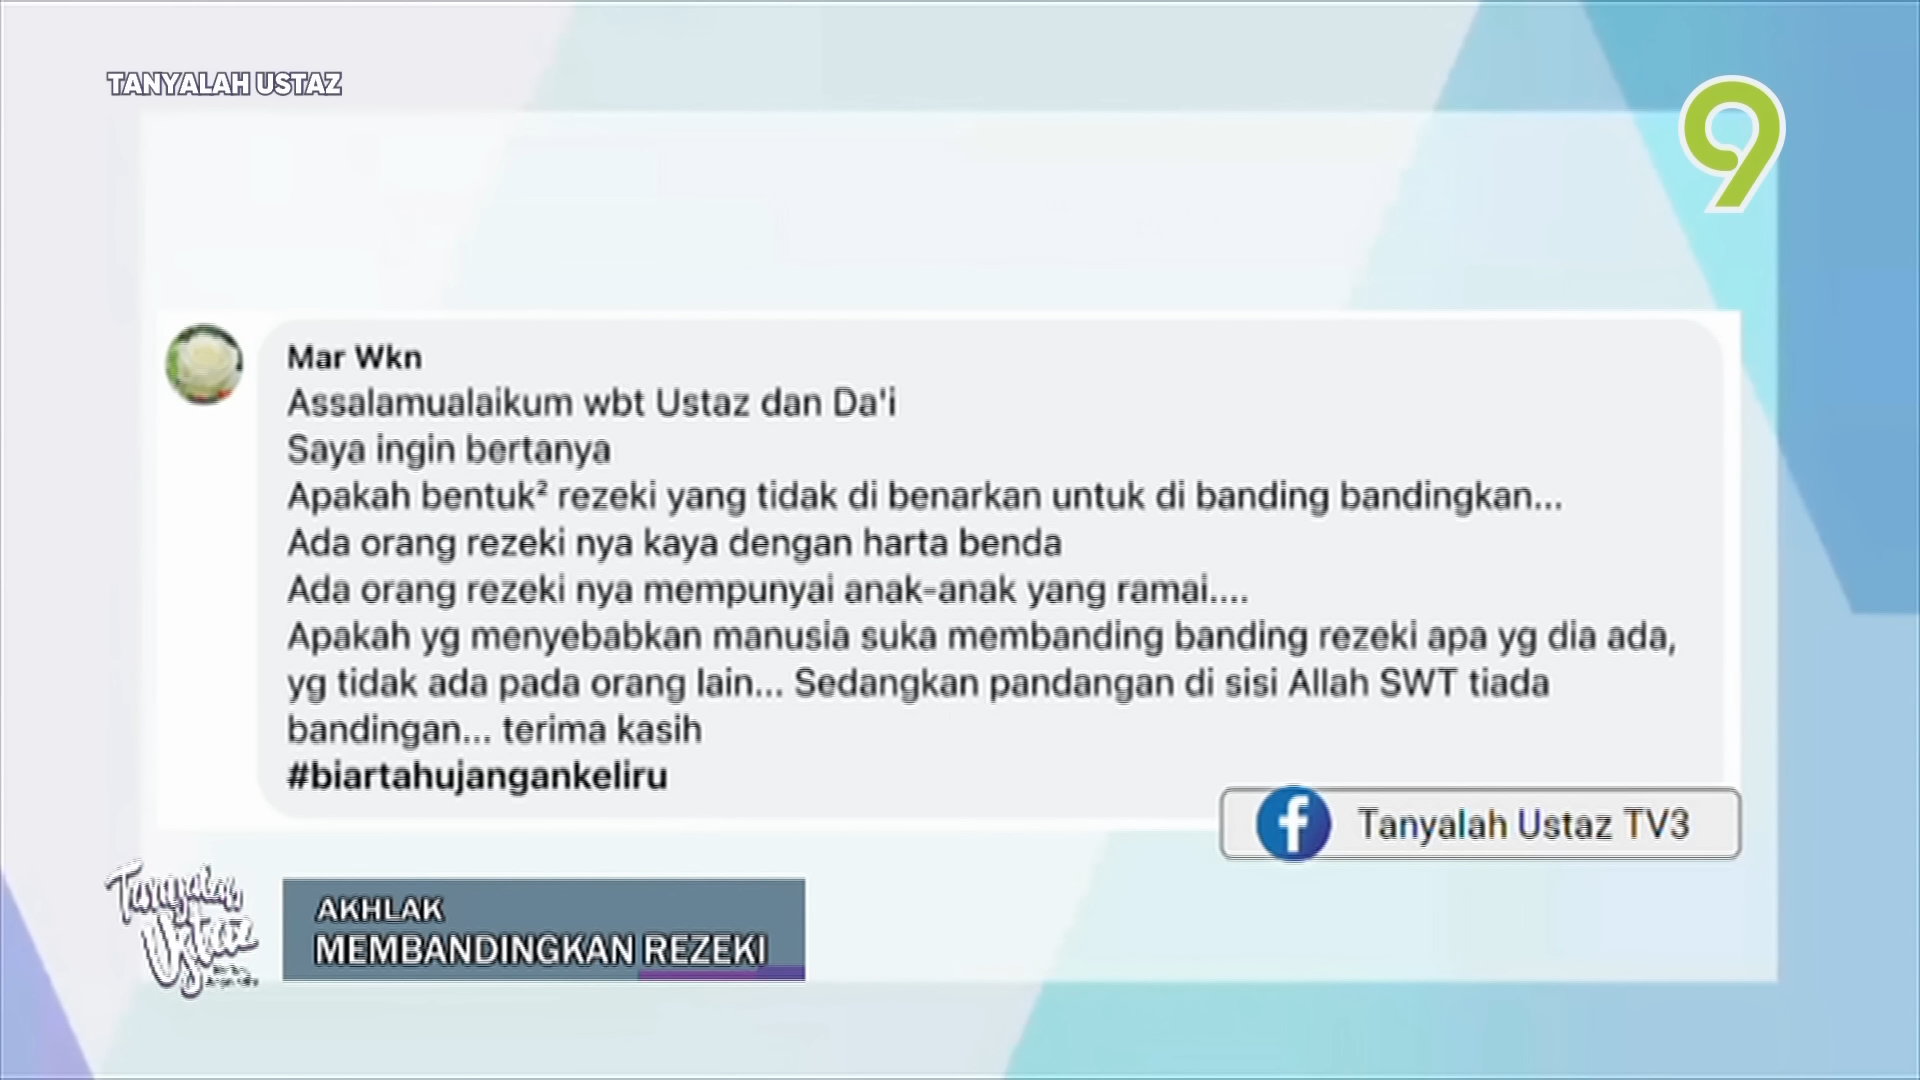 TANYALAH USTAZ
9
Mar Wkn
Assalamualaikum wbt Ustaz dan Da'i
Saya ingin bertanya
Apakah bentuk² rezeki yang tidak di benarkan untuk di banding bandingkan...
Ada orang rezeki nya kaya dengan harta benda
Ada orang rezeki nya mempunyai anak-anak yang ramai....
Apakah yg menyebabkan manusia suka membanding banding rezeki apa yg dia ada,
yg tidak ada pada orang lain... Sedangkan pandangan di sisi Allah SWT tiada
bandingan... terima kasih
#biartahujangankeliru
f Tanyalah Ustaz TV3
Tanyalah
Ustaz
AKHLAK
MEMBANDINGKAN REZEKI